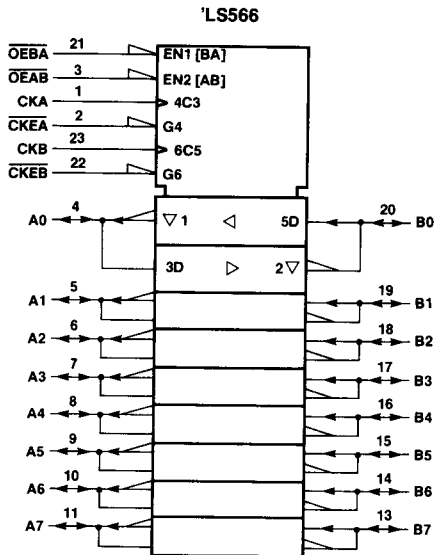 'LS566
OEBA 21 EN1 [BA]
OEAB 3 EN2 [AB]
CKA 1 4C3
CKEA 2 G4
CKB 23 6C5
CKEB 22 G6
A0 4 ▽ 1 ◁ 5D 20 B0
3D ▷ 2 ▽
A1 5 19 B1
A2 6 18 B2
A3 7 17 B3
A4 8 16 B4
A5 9 15 B5
A6 10 14 B6
A7 11 13 B7